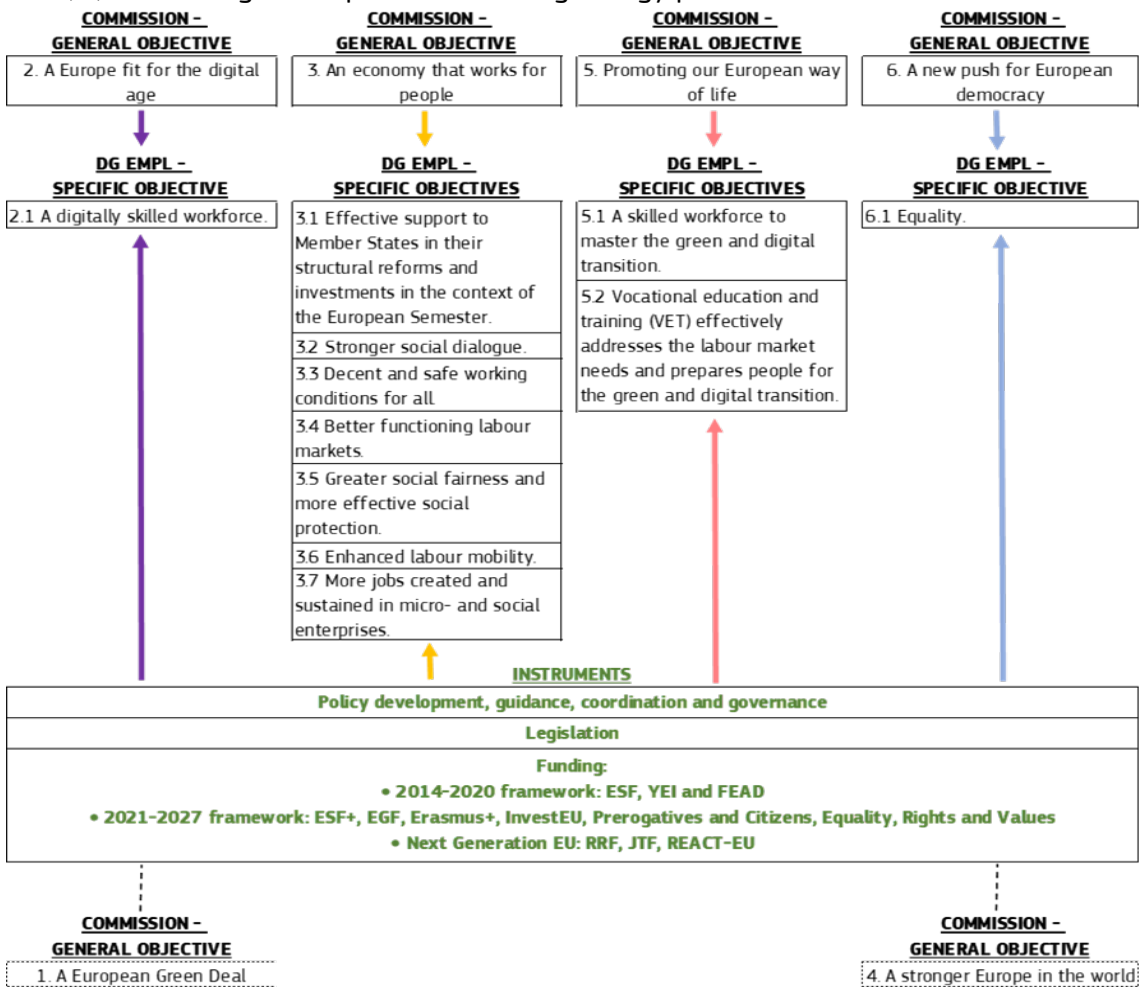 COMMISSION –
GENERAL OBJECTIVE
2. A Europe fit for the digital
age
COMMISSION –
GENERAL OBJECTIVE
3. An economy that works for
people
COMMISSION –
GENERAL OBJECTIVE
5. Promoting our European way
of life
COMMISSION –
GENERAL OBJECTIVE
6. A new push for European
democracy
DG EMPL –
SPECIFIC OBJECTIVE
2.1 A digitally skilled workforce.
DG EMPL –
SPECIFIC OBJECTIVES
3.1 Effective support to
Member States in their
structural reforms and
investments in the context of
the European Semester.
3.2 Stronger social dialogue.
3.3 Decent and safe working
conditions for all.
3.4 Better functioning labour
markets.
3.5 Greater social fairness and
more effective social
protection.
3.6 Enhanced labour mobility.
3.7 More jobs created and
sustained in micro- and social
enterprises.
DG EMPL –
SPECIFIC OBJECTIVES
5.1 A skilled workforce to
master the green and digital
transition.
5.2 Vocational education and
training (VET) effectively
addresses the labour market
needs and prepares people for
the green and digital transition.
DG EMPL –
SPECIFIC OBJECTIVE
6.1 Equality.
INSTRUMENTS
Policy development, guidance, coordination and governance
Legislation
Funding:
• 2014-2020 framework: ESF, YEI and FEAD
• 2021-2027 framework: ESF+, EGF, Erasmus+, InvestEU, Prerogatives and Citizens, Equality, Rights and Values
• Next Generation EU: RRF, JTF, REACT-EU
COMMISSION –
GENERAL OBJECTIVE
1. A European Green Deal
COMMISSION –
GENERAL OBJECTIVE
4. A stronger Europe in the world